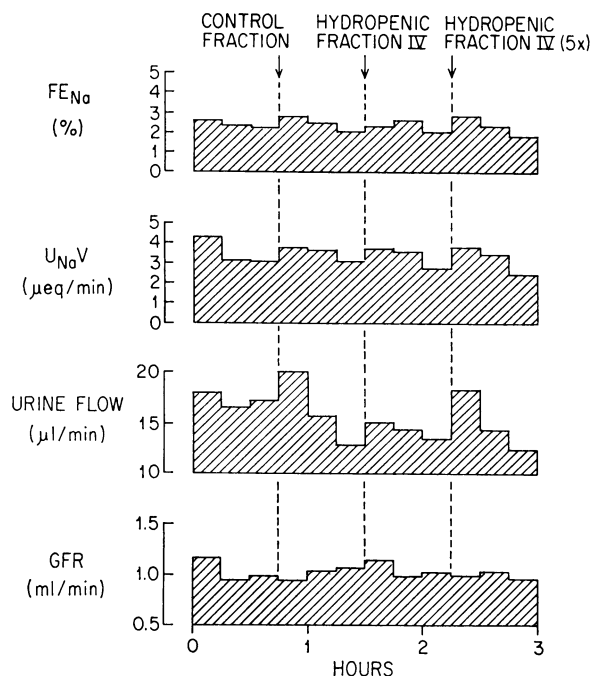 CONTROL FRACTION
HYDROPENIC FRACTION IV
HYDROPENIC FRACTION IV (5x)
FENa
(%)
5
4
3
2
1
0
UNaV
(μeq/min)
5
4
3
2
1
0
URINE FLOW
(μl/min)
20
15
10
GFR
(ml/min)
1.5
1.0
0.5
0
1
2
3
HOURS